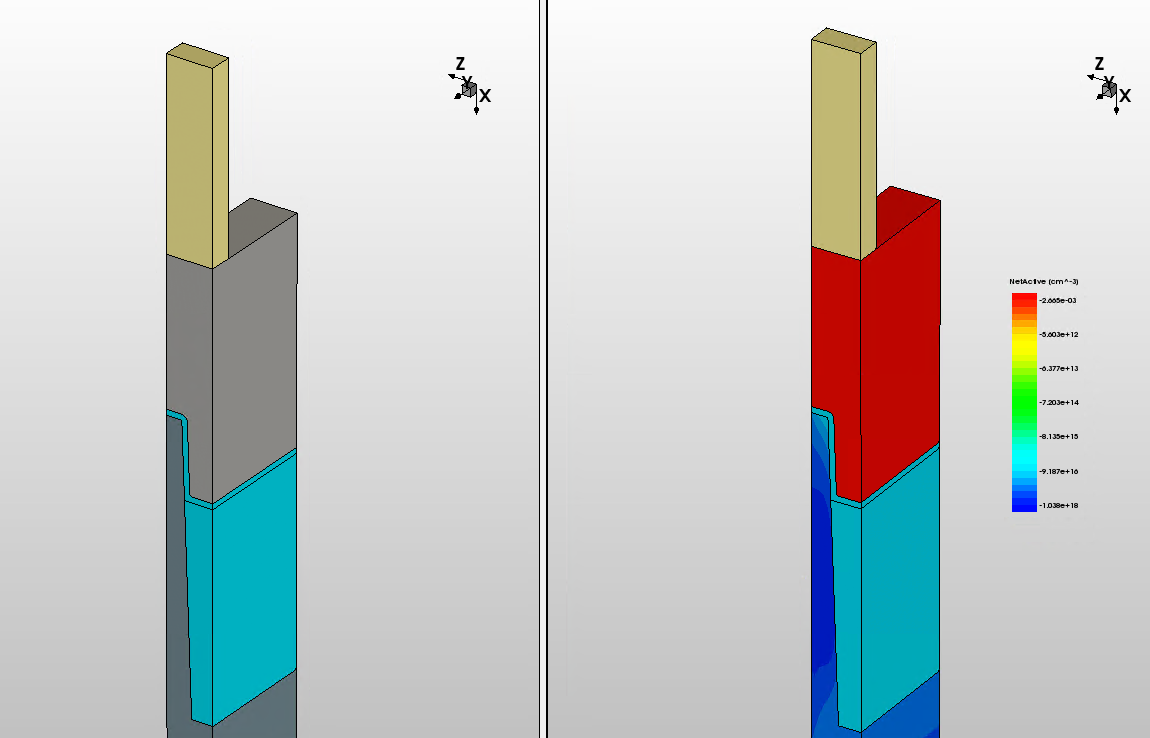 Z
Y
X
Z
Y
X
NetActive (cm^-3)
-2.665e-03
-5.603e+12
-6.377e+13
-7.203e+14
-8.135e+15
-9.187e+16
-1.038e+18